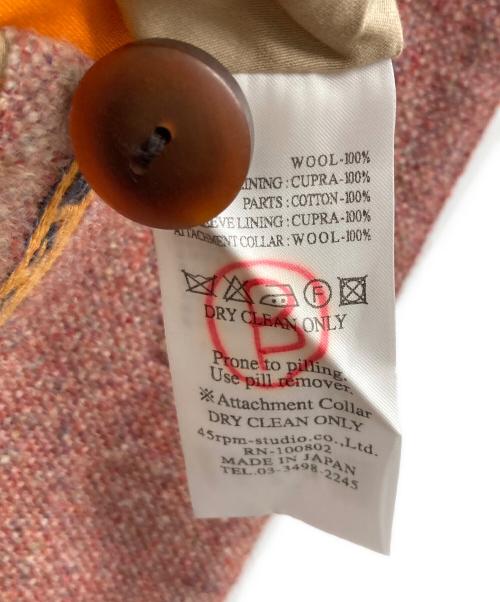 WOOL-100%
LINING : CUPRA-100%
PARTS : COTTON-100%
SLEEVE LINING : CUPRA-100%
ATTACHMENT COLLAR : WOOL-100%
F
DRY CLEAN ONLY
B
Prone to pilling.
Use pill remover.
※Attachment Collar
DRY CLEAN ONLY
45rpm-studio.co.,Ltd.
RN-100802
MADE IN JAPAN
TEL.03-3498-2245